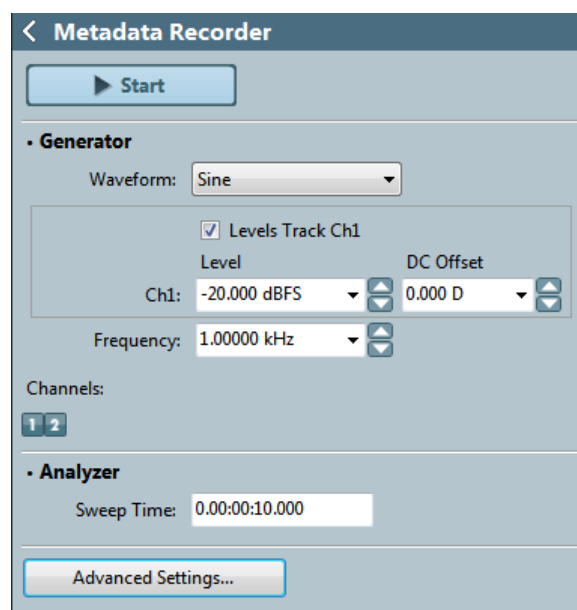 Metadata Recorder
Start
Generator
Waveform: Sine
Levels Track Ch1
Level DC Offset
Ch1: -20.000 dBFS 0.000 D
Frequency: 1.00000 kHz
Channels:
1 2
Analyzer
Sweep Time: 0.00:00:10.000
Advanced Settings...